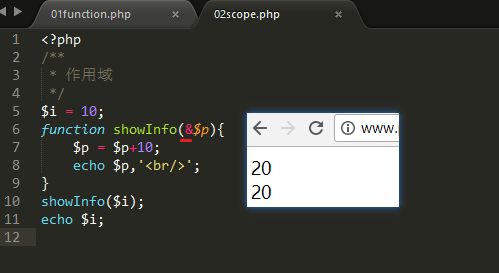 01function.php × 02scope.php ×
1 <?php
2 /**
3  * 作用域
4  */
5 $i = 10;
6 function showInfo(&$p){
7     $p = $p+10;
8     echo $p,'<br/>';
9 }
10 showInfo($i);
11 echo $i;
12
www.
20
20